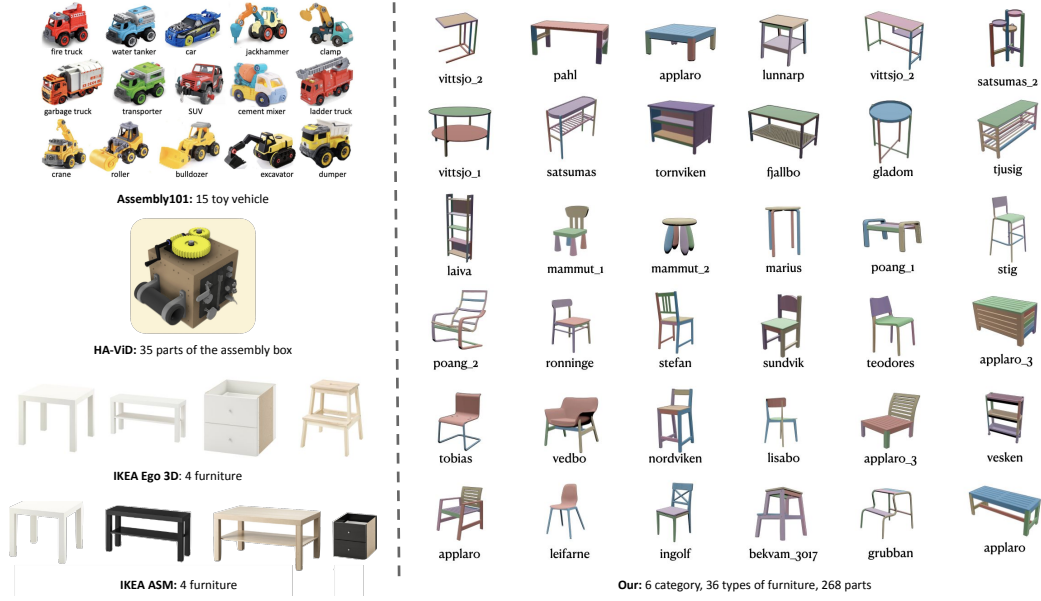 fire truck water tanker car jackhammer clamp
garbage truck transporter SUV cement mixer ladder truck
crane roller bulldozer excavator dumper
Assembly101: 15 toy vehicle
HA-ViD: 35 parts of the assembly box
IKEA Ego 3D: 4 furniture
IKEA ASM: 4 furniture
vittsjo_2 pahl applaro lunnarp vittsjo_2 satsumas_2
vittsjo_1 satsumas tornviken fjallbo gladom tjusig
laiva mammut_1 mammut_2 marius poang_1 stig
poang_2 ronninge stefan sundvik teodores applaro_3
tobias vedbo nordviken lisabo applaro_3 vesken
applaro leifarne ingolf bekvam_3017 grubban applaro
Our: 6 category, 36 types of furniture, 268 parts